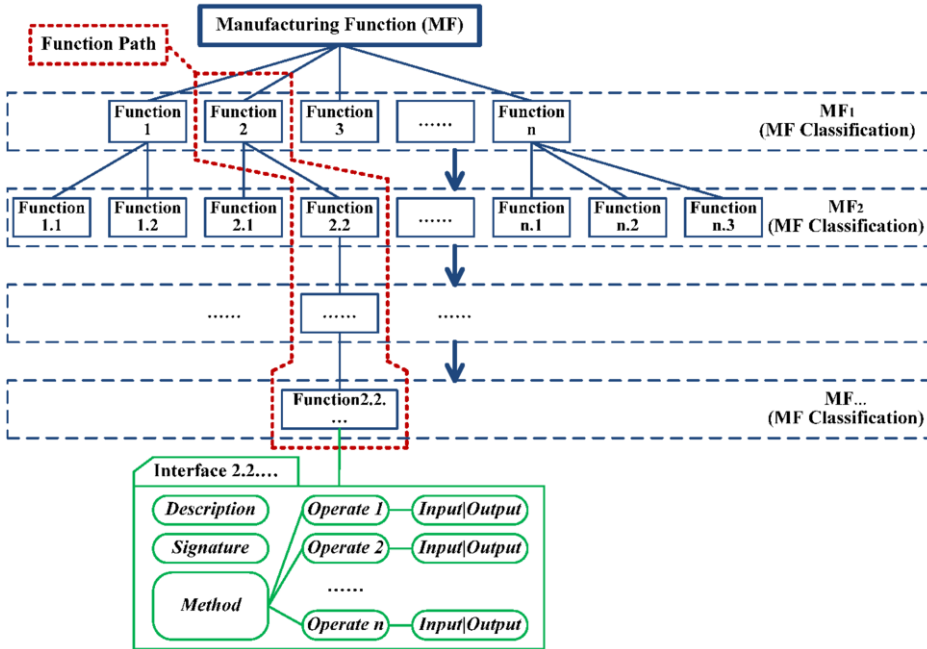 Manufacturing Function (MF)
Function Path
Function
1
Function
2
Function
3
……
Function
n
MF1
(MF Classification)
Function
1.1
Function
1.2
Function
2.1
Function
2.2
……
Function
n.1
Function
n.2
Function
n.3
MF2
(MF Classification)
……
……
……
Function2.2.
…
MF...
(MF Classification)
Interface 2.2.…
Description
Operate 1
Input|Output
Signature
Operate 2
Input|Output
……
Method
Operate n
Input|Output